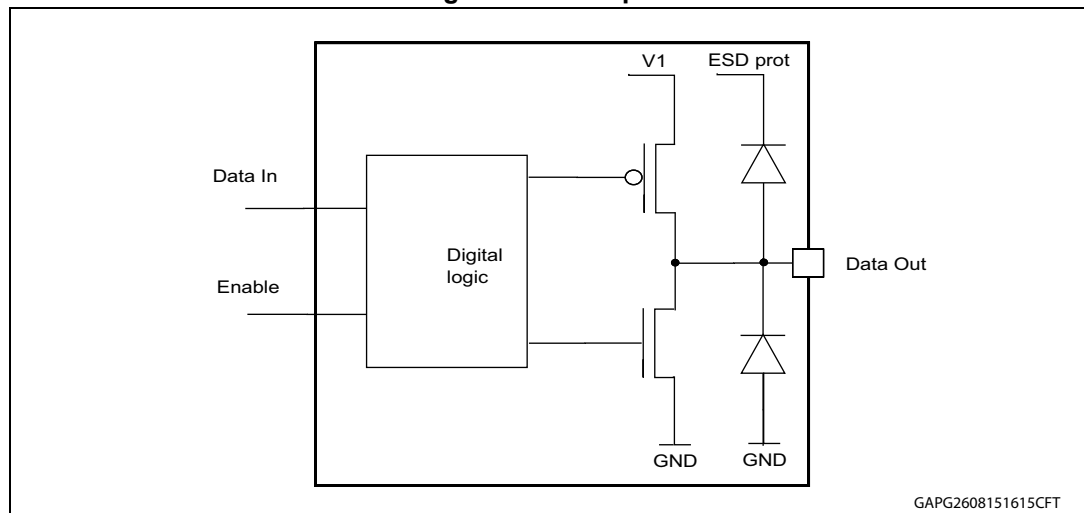 V1
ESD prot
Data In
Digital
logic
Data Out
Enable
GND
GND
GAPG2608151615CFT